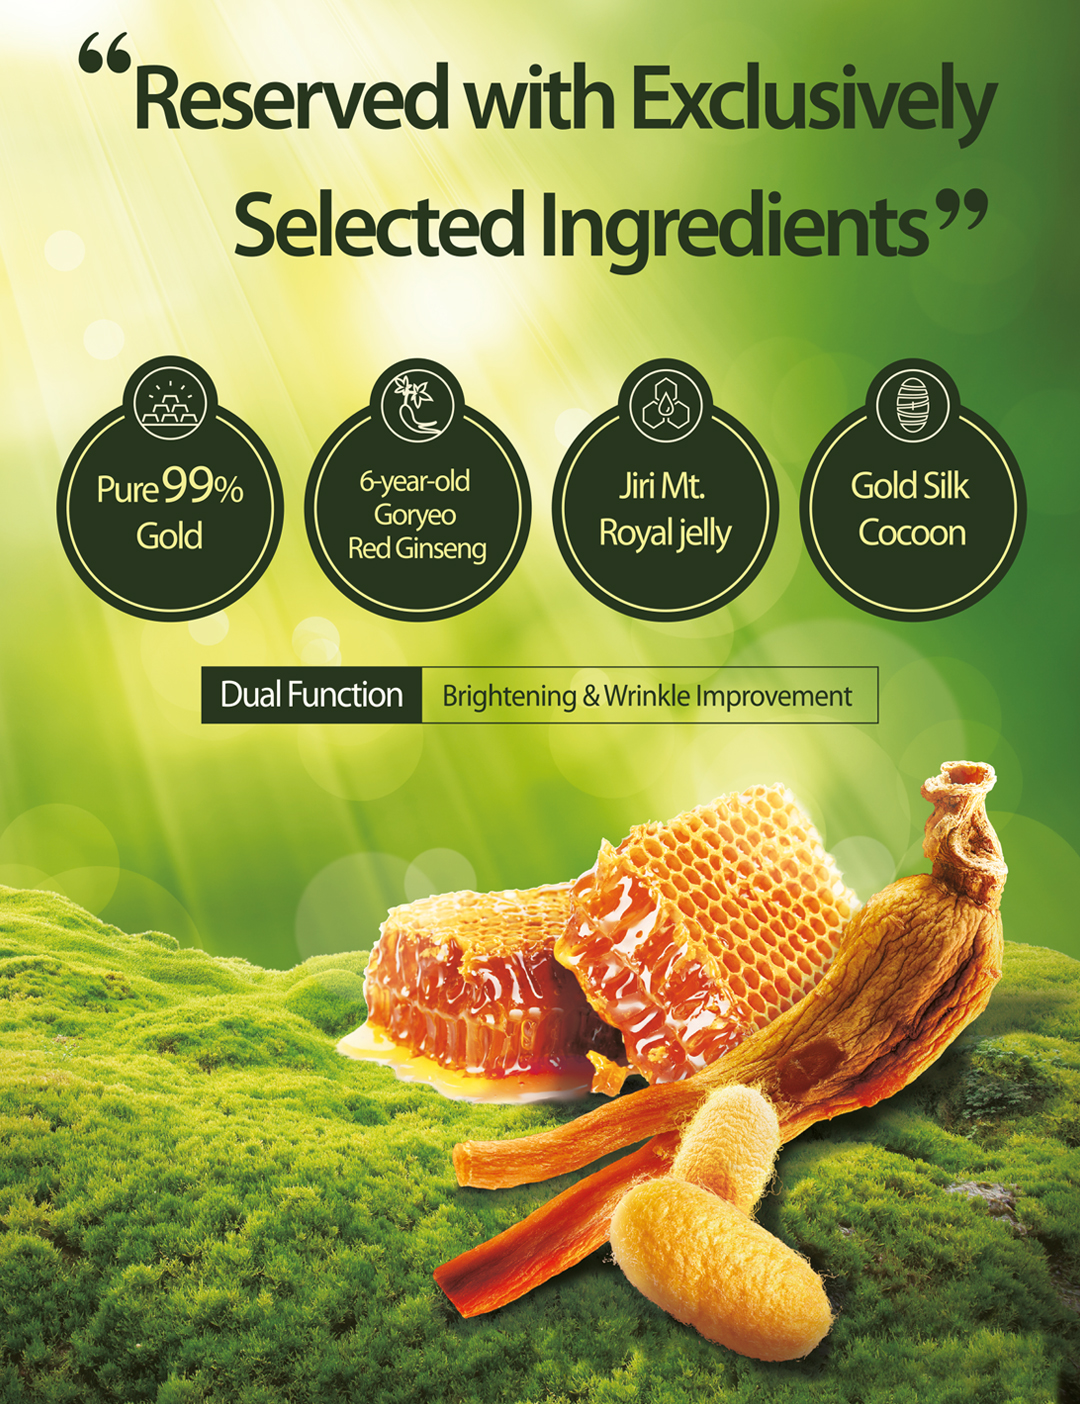 “Reserved with Exclusively
Selected Ingredients”
Pure 99%
Gold
6-year-old
Goryeo
Red Ginseng
Jiri Mt.
Royal jelly
Gold Silk
Cocoon
Dual Function Brightening & Wrinkle Improvement